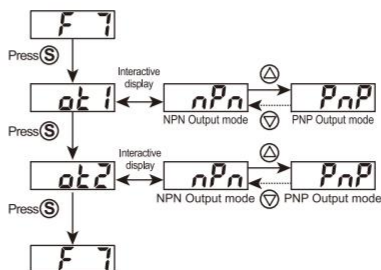 F 7
Press S
Interactive display
ot1
nPn
PnP
NPN Output mode
PNP Output mode
Press S
Interactive display
ot2
nPn
PnP
NPN Output mode
PNP Output mode
Press S
F 7